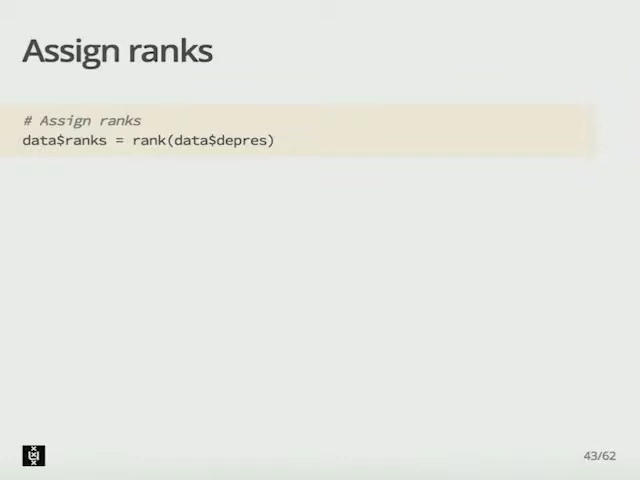 Assign ranks
# Assign ranks
data$ranks = rank(data$depres)
43/62